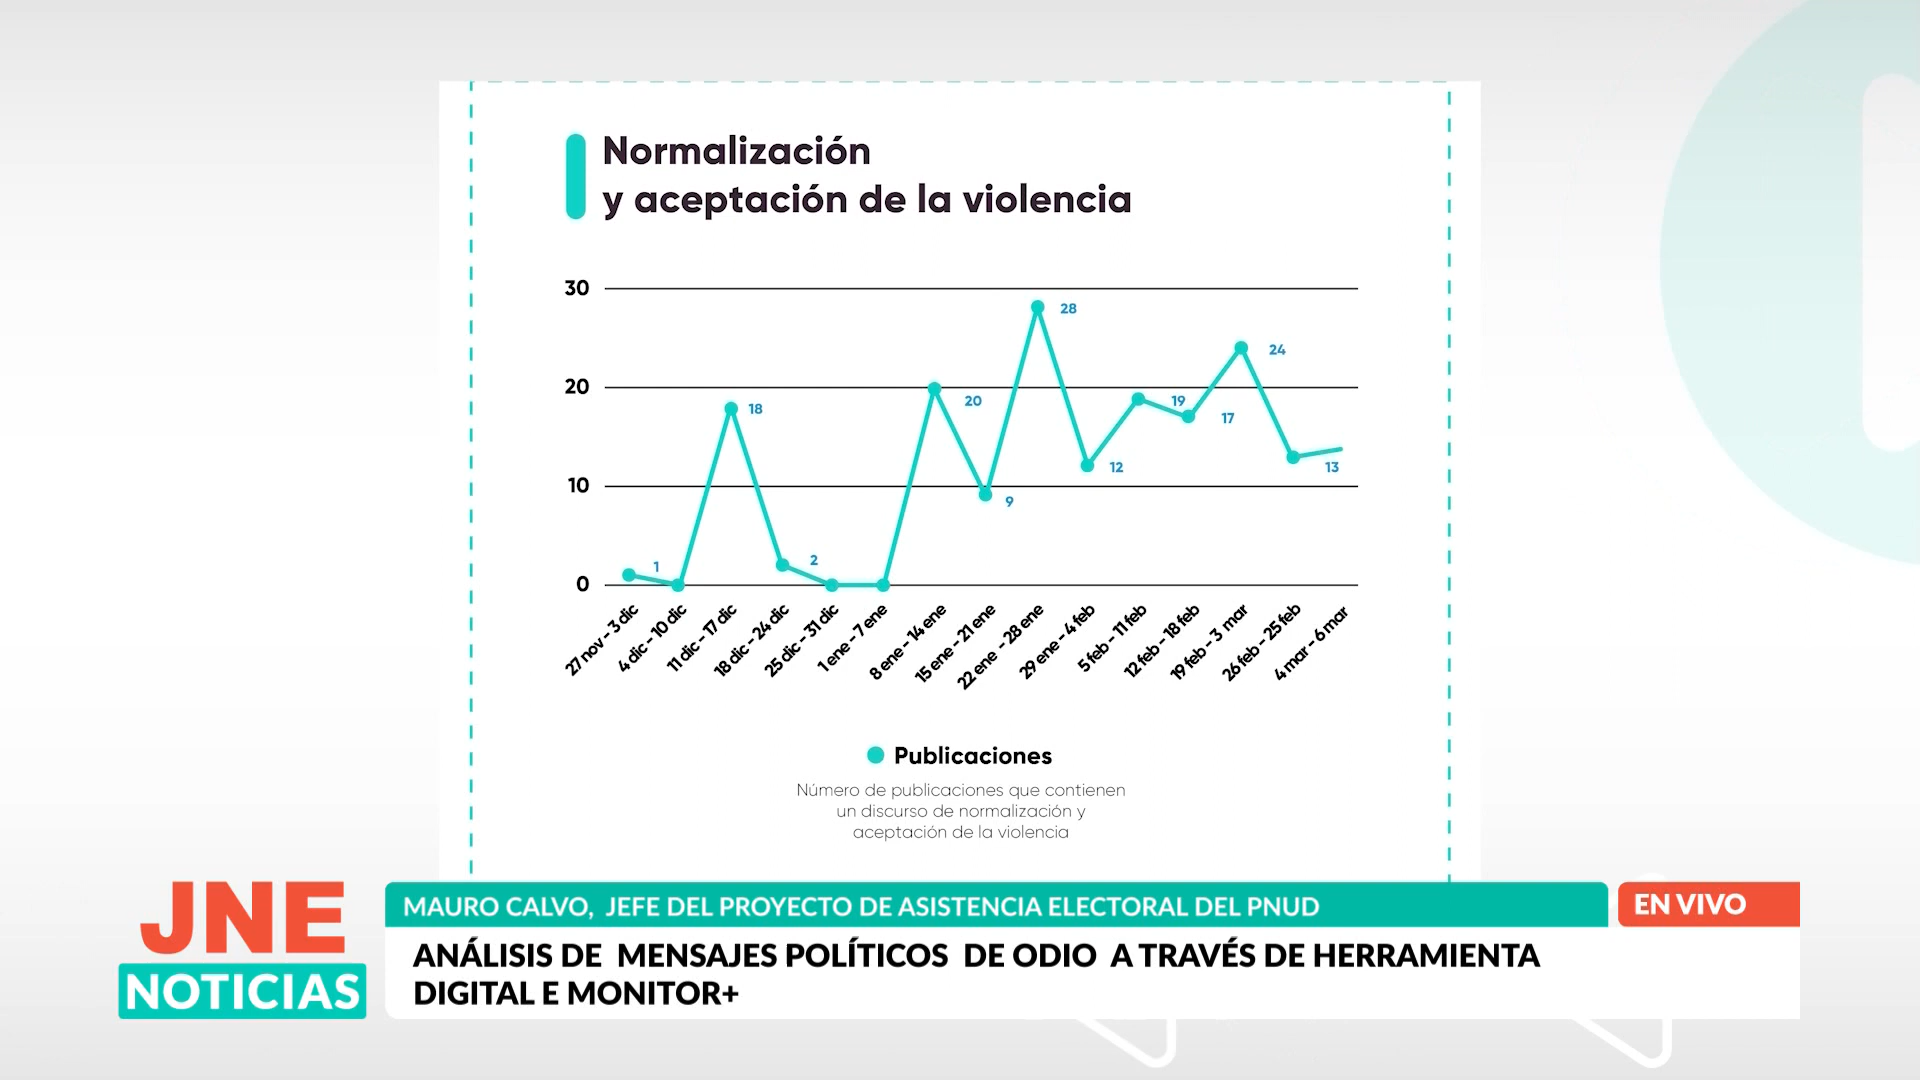 Normalización
y aceptación de la violencia
30
28
24
20
20
19
18
17
13
12
10
9
2
1
0
27 nov - 3 dic
4 dic - 10 dic
11 dic - 17 dic
18 dic - 24 dic
25 dic - 31 dic
1 ene - 7 ene
8 ene - 14 ene
15 ene - 21 ene
22 ene - 28 ene
29 ene - 4 feb
5 feb - 11 feb
12 feb - 18 feb
19 feb - 3 mar
26 feb - 25 feb
4 mar - 6 mar
Publicaciones
Número de publicaciones que contienen
un discurso de normalización y
aceptación de la violencia
JNE
NOTICIAS
MAURO CALVO, JEFE DEL PROYECTO DE ASISTENCIA ELECTORAL DEL PNUD
EN VIVO
ANÁLISIS DE MENSAJES POLÍTICOS DE ODIO A TRAVÉS DE HERRAMIENTA
DIGITAL E MONITOR+